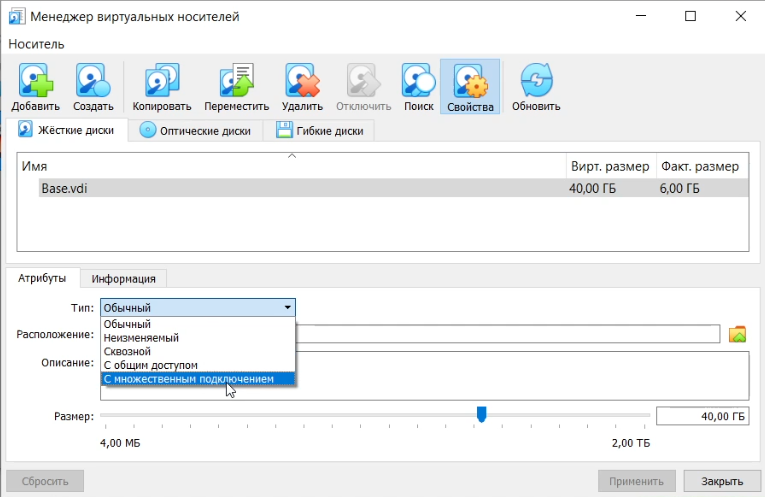 Менеджер виртуальных носителей
Носитель
Добавить Создать Копировать Переместить Удалить Отключить Поиск Свойства Обновить
Жёсткие диски Оптические диски Гибкие диски
Имя Вирт. размер Факт. размер
Base.vdi 40,00 ГБ 6,00 ГБ
Атрибуты Информация
Тип: Обычный
Обычный
Неизменяемый
Расположение:
Сквозной
Описание: С общим доступом
С множественным подключением
Размер: 40,00 ГБ
4,00 МБ 2,00 ТБ
Сбросить Применить Закрыть